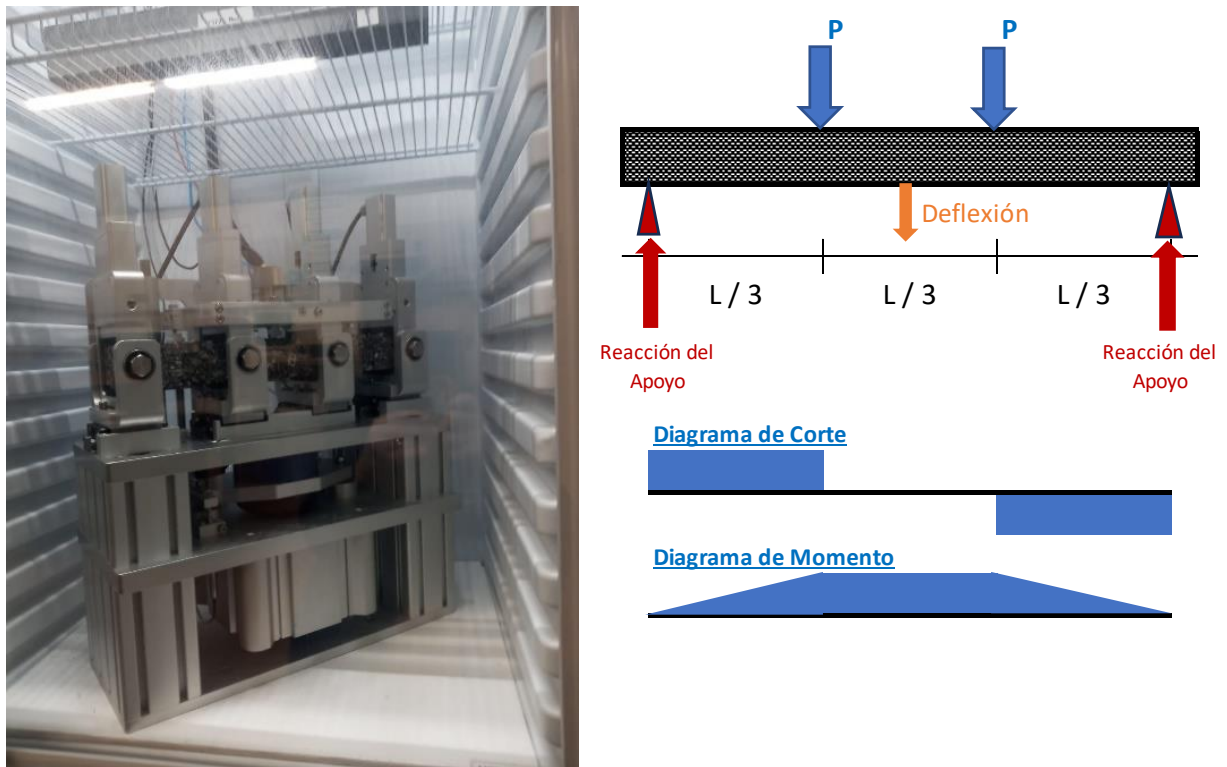 P P
Deflexión
L / 3 L / 3 L / 3
Reacción del
Apoyo
Reacción del
Apoyo
Diagrama de Corte
Diagrama de Momento